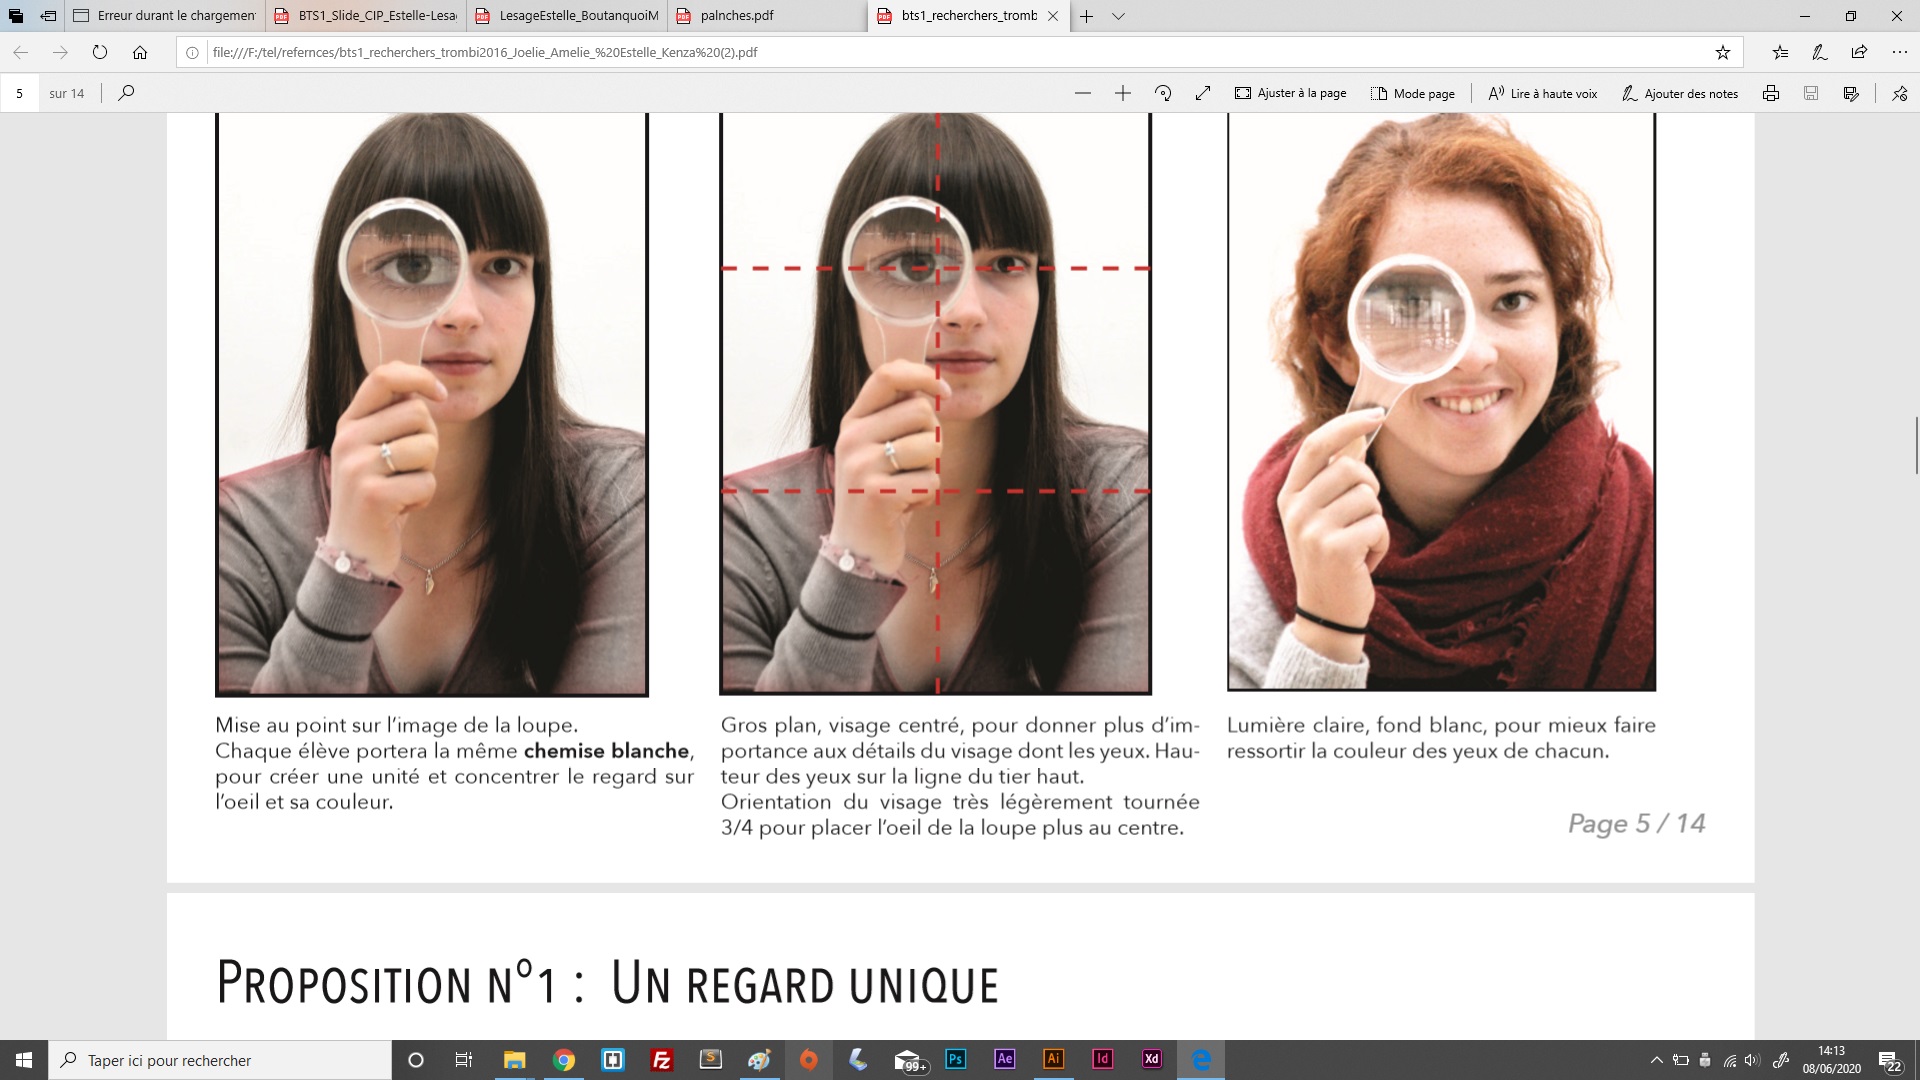 Erreur durant le chargemen
BTS1_Slide_CIP_Estelle-Lesa
LesageEstelle_BoutanquoiM
palnches.pdf
bts1_recherchers_tromb
file:///F:/tel/refernces/bts1_recherchers_trombi2016_Joelie_Amelie_%20Estelle_Kenza%20(2).pdf
5 sur 14
Ajuster à la page
Mode page
Lire à haute voix
Ajouter des notes
Mise au point sur l'image de la loupe.
Chaque élève portera la même chemise blanche,
pour créer une unité et concentrer le regard sur
l'oeil et sa couleur.
Gros plan, visage centré, pour donner plus d'im-
portance aux détails du visage dont les yeux. Hau-
teur des yeux sur la ligne du tier haut.
Orientation du visage très légèrement tournée
3/4 pour placer l'oeil de la loupe plus au centre.
Lumière claire, fond blanc, pour mieux faire
ressortir la couleur des yeux de chacun.
Page 5 / 14
PROPOSITION N°1 : UN REGARD UNIQUE
Taper ici pour rechercher
99+
Ps
Ae
Ai
Id
Xd
14:13
08/06/2020
22